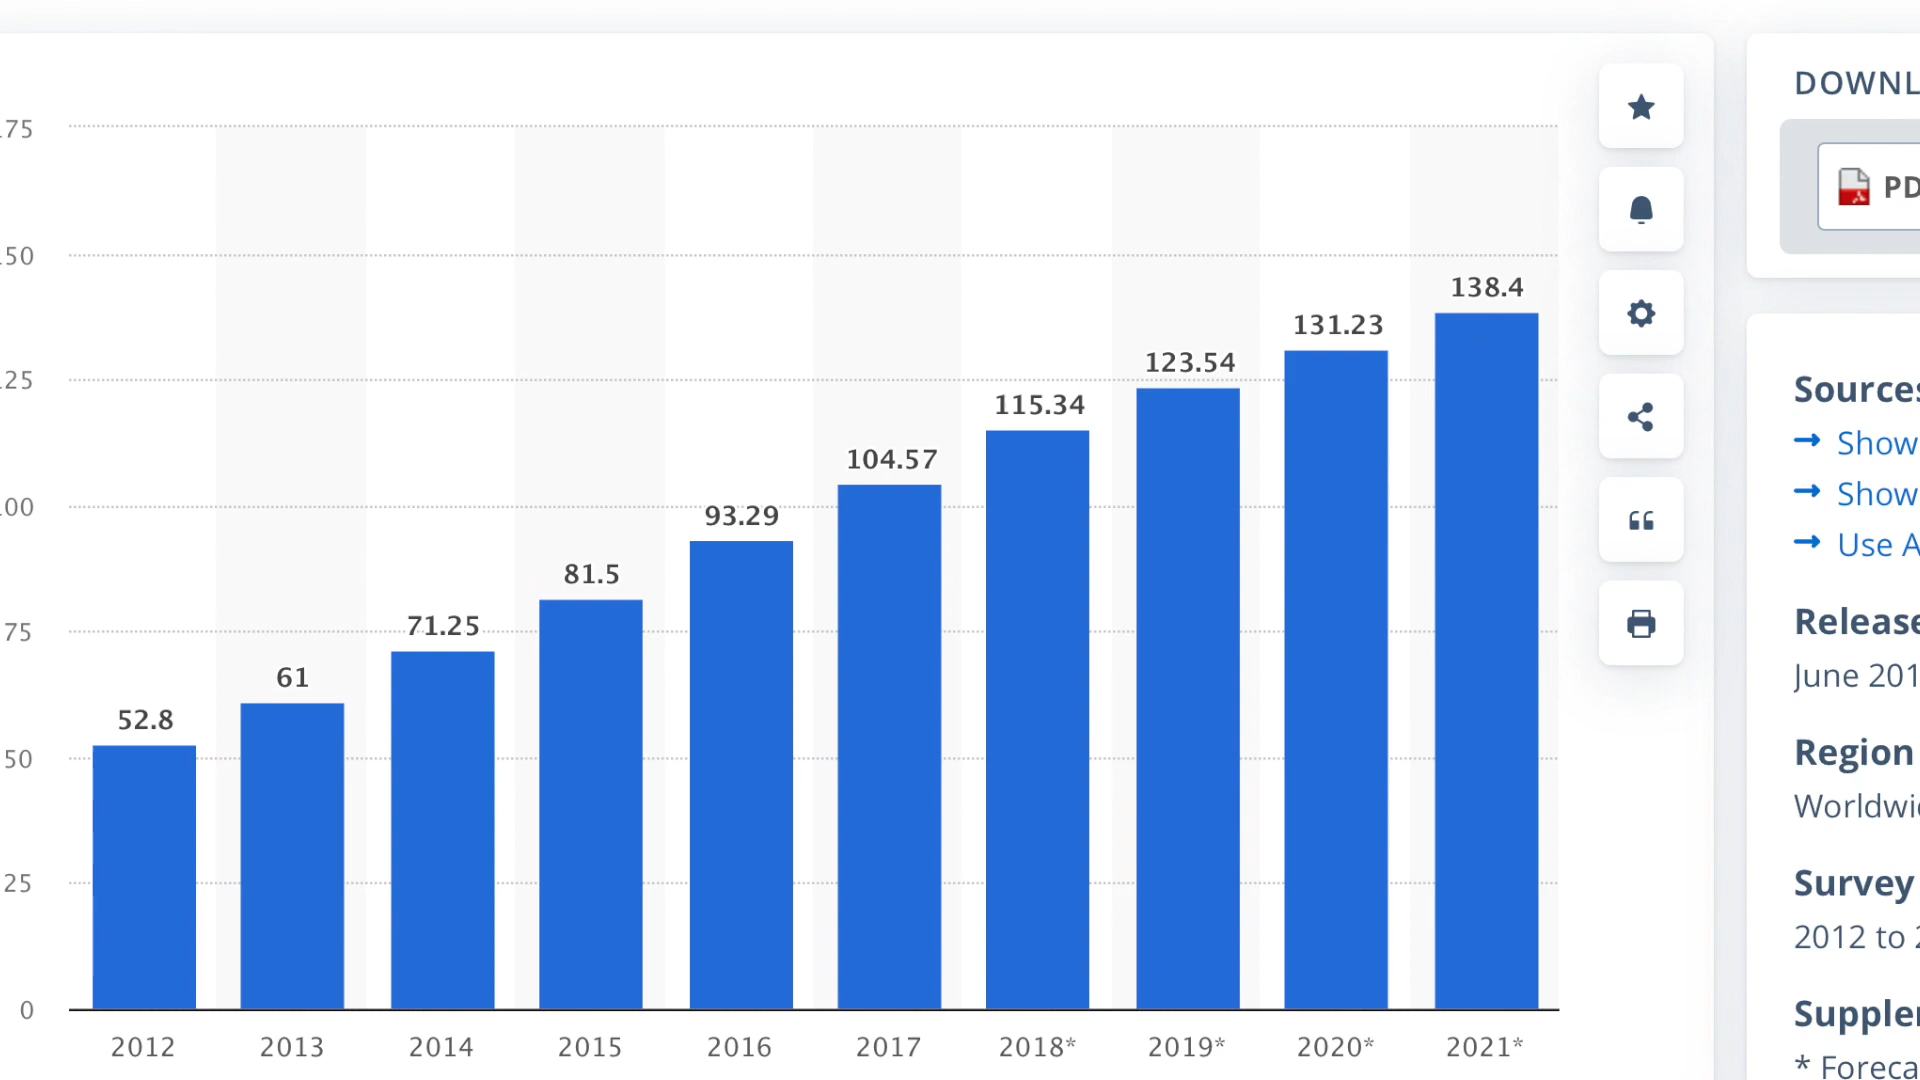 75
50
25
00
75
50
25
0
52.8
61
71.25
81.5
93.29
104.57
115.34
123.54
131.23
138.4
2012
2013
2014
2015
2016
2017
2018*
2019*
2020*
2021*
DOWNL
PD
Sources
Show
Show
Use A
Release
June 201
Region
Worldwi
Survey
2012 to 2
Supple
* Foreca